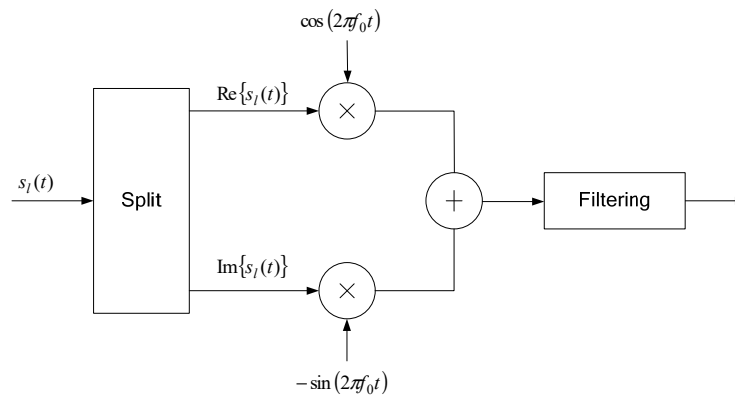 cos(2πf₀t)
Re{sₗ(t)}
×
sₗ(t)
Split
+
Filtering
Im{sₗ(t)}
×
−sin(2πf₀t)